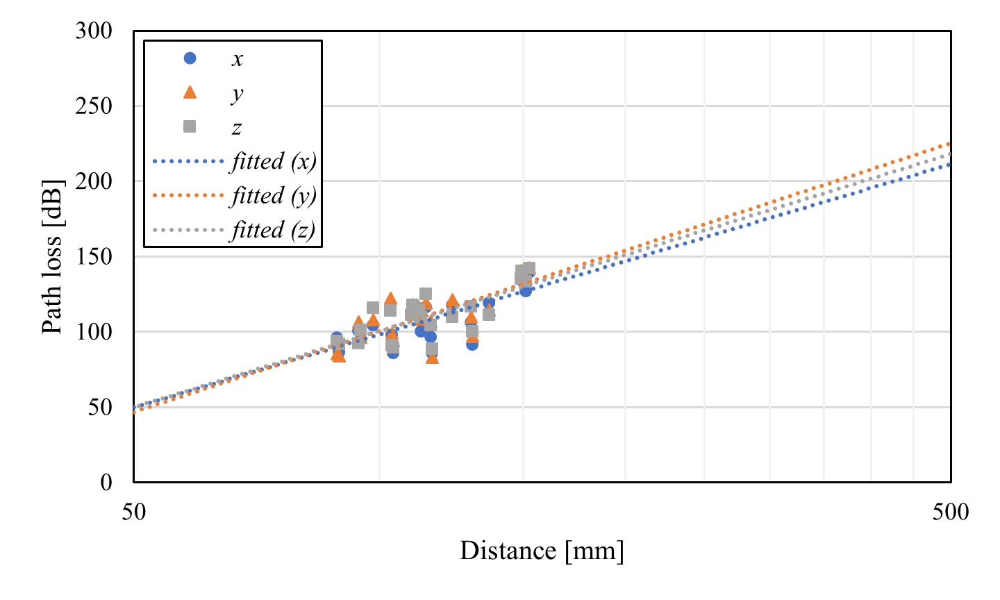 300
250
200
150
100
50
0
Path loss [dB]
x
y
z
fitted (x)
fitted (y)
fitted (z)
50
500
Distance [mm]